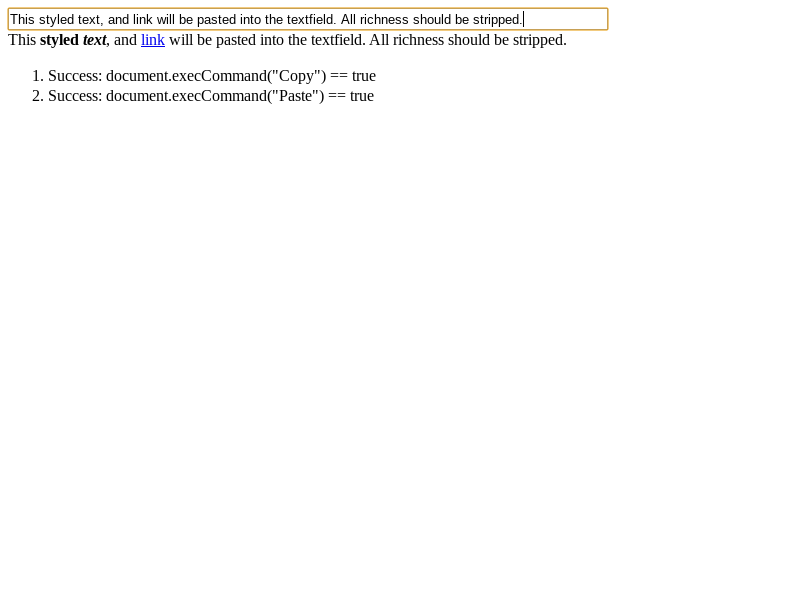 This styled text, and link will be pasted into the textfield. All richness should be stripped.
This styled text, and link will be pasted into the textfield. All richness should be stripped.
1. Success: document.execCommand("Copy") == true
2. Success: document.execCommand("Paste") == true